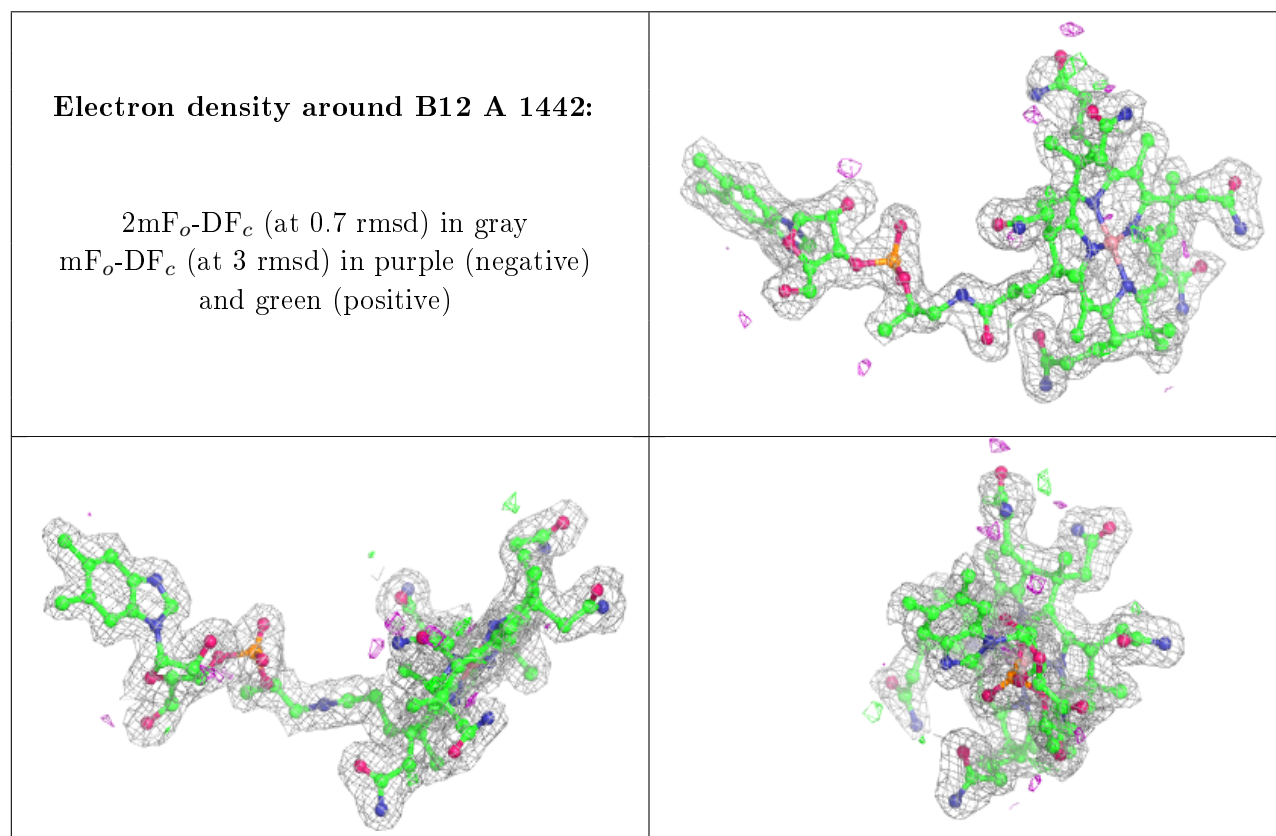 Electron density around B12 A 1442:
2mFo-DFc (at 0.7 rmsd) in gray
mFo-DFc (at 3 rmsd) in purple (negative)
and green (positive)